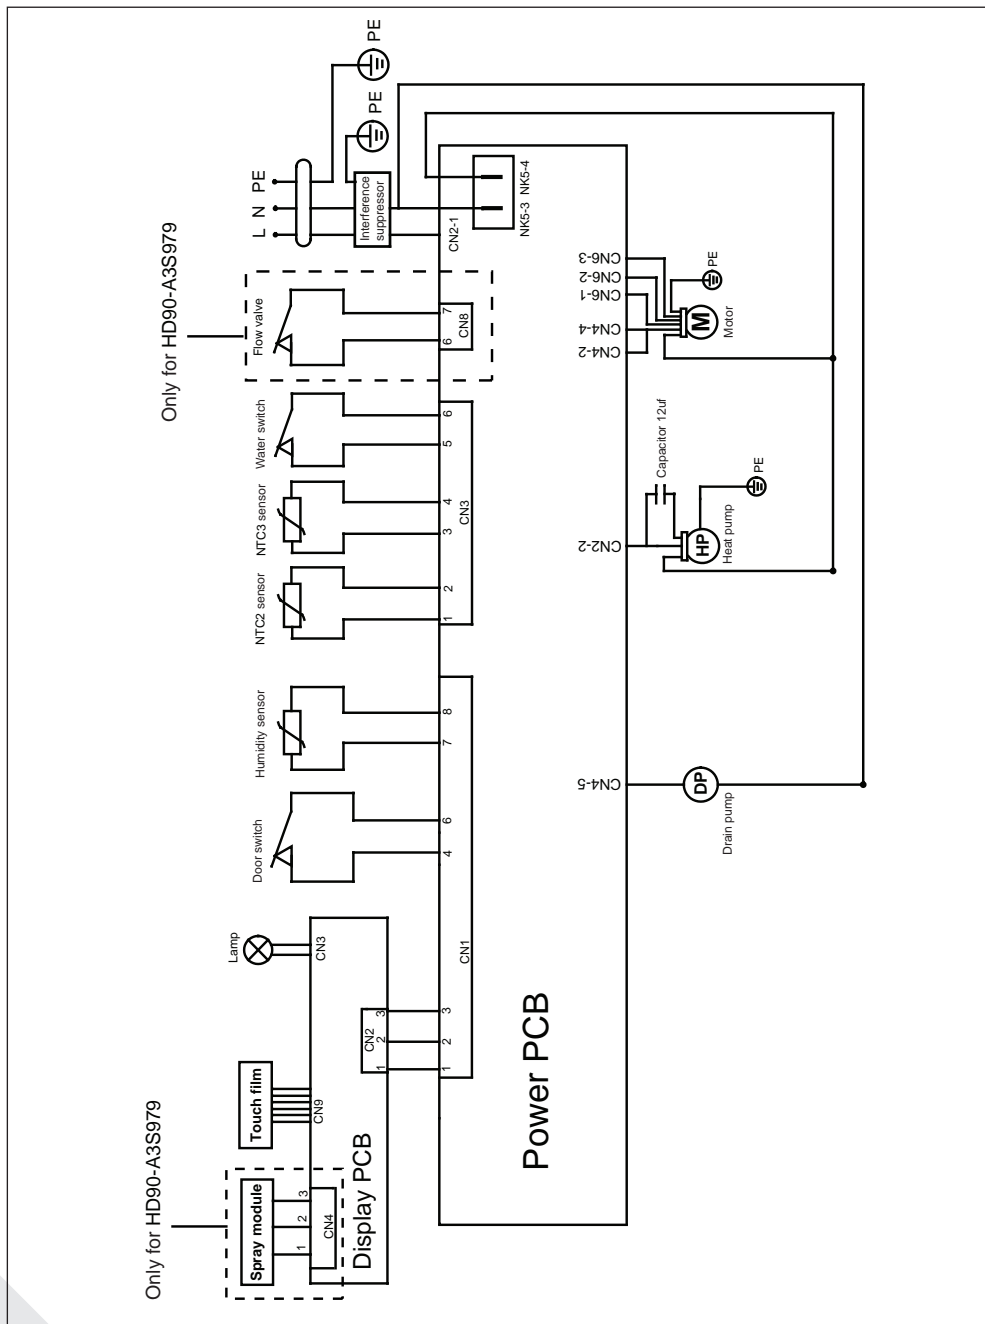 Only for HD90-A3S979
Only for HD90-A3S979
Spray module
1 2 3
CN4
Touch film
CN9
Lamp
CN3
Display PCB
CN2
1 2 3
Door switch
Humidity sensor
NTC2 sensor
NTC3 sensor
Water switch
Flow valve
L N PE
PE
PE
Interference
suppressor
1 2 3 4 6 7 8
CN1
1 2 3 4 5 6
CN3
6 7
CN8
CN2-1
NK5-3 NK5-4
Power PCB
CN4-5
CN2-2
CN4-2
CN4-4
CN6-1
CN6-2
CN6-3
DP
Drain pump
HP
Heat pump
Capacitor 12uf
PE
M
Motor
PE